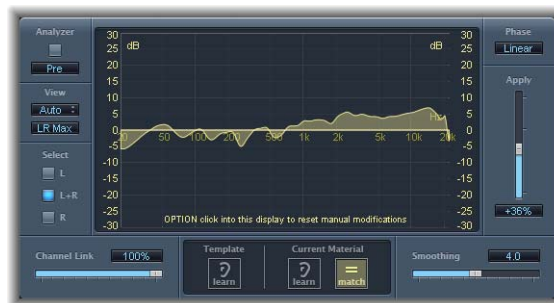 Analyzer
Pre
View
Auto
LR Max
Select
L
L+R
R
30
25
20
15
10
5
0
-5
-10
-15
-20
-25
-30
dB
dB
20 50 100 200 500 1k 2k 5k 10k 20k
Hz
OPTION click into this display to reset manual modifications
30
25
20
15
10
5
0
-5
-10
-15
-20
-25
-30
Phase
Linear
Apply
+36%
Channel Link 100%
Template
learn
Current Material
learn
match
Smoothing 4.0